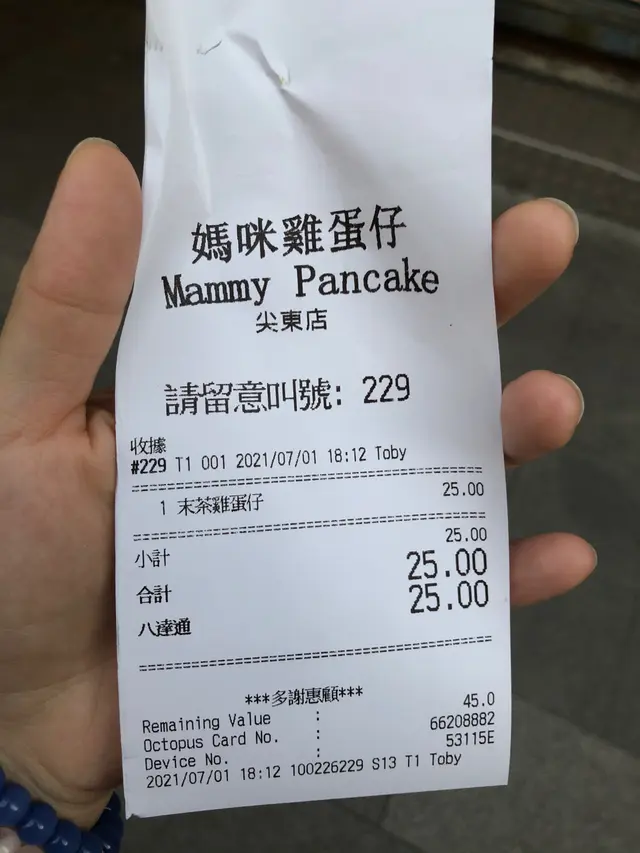 媽咪雞蛋仔
Mammy Pancake
尖東店
請留意叫號: 229
收據
#229 T1 001 2021/07/01 18:12 Toby
1 末茶雞蛋仔 25.00
小計 25.00
合計 25.00
八達通 25.00
***多謝惠顧***
Remaining Value : 45.0
Octopus Card No. : 66208882
Device No. : 53115E
2021/07/01 18:12 100226229 S13 T1 Toby